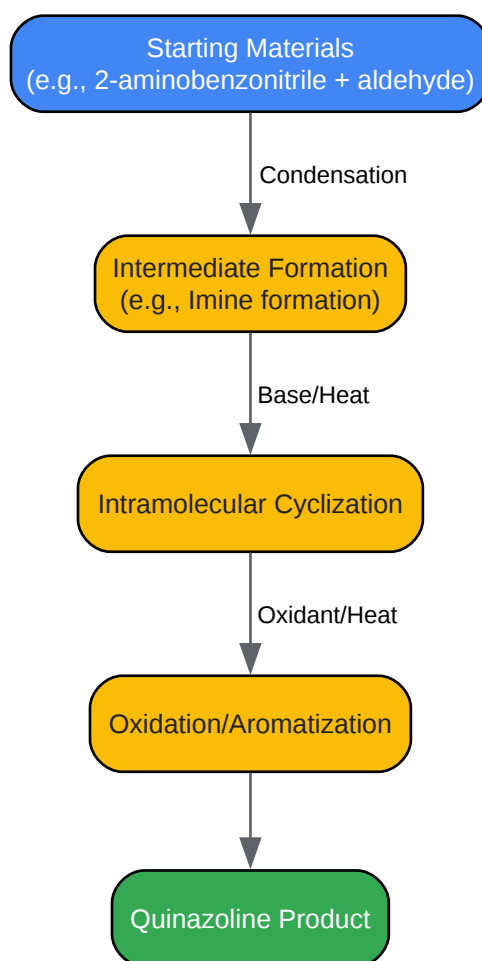 Starting Materials
(e.g., 2-aminobenzonitrile + aldehyde)
Condensation
Intermediate Formation
(e.g., Imine formation)
Base/Heat
Intramolecular Cyclization
Oxidant/Heat
Oxidation/Aromatization
Quinazoline Product